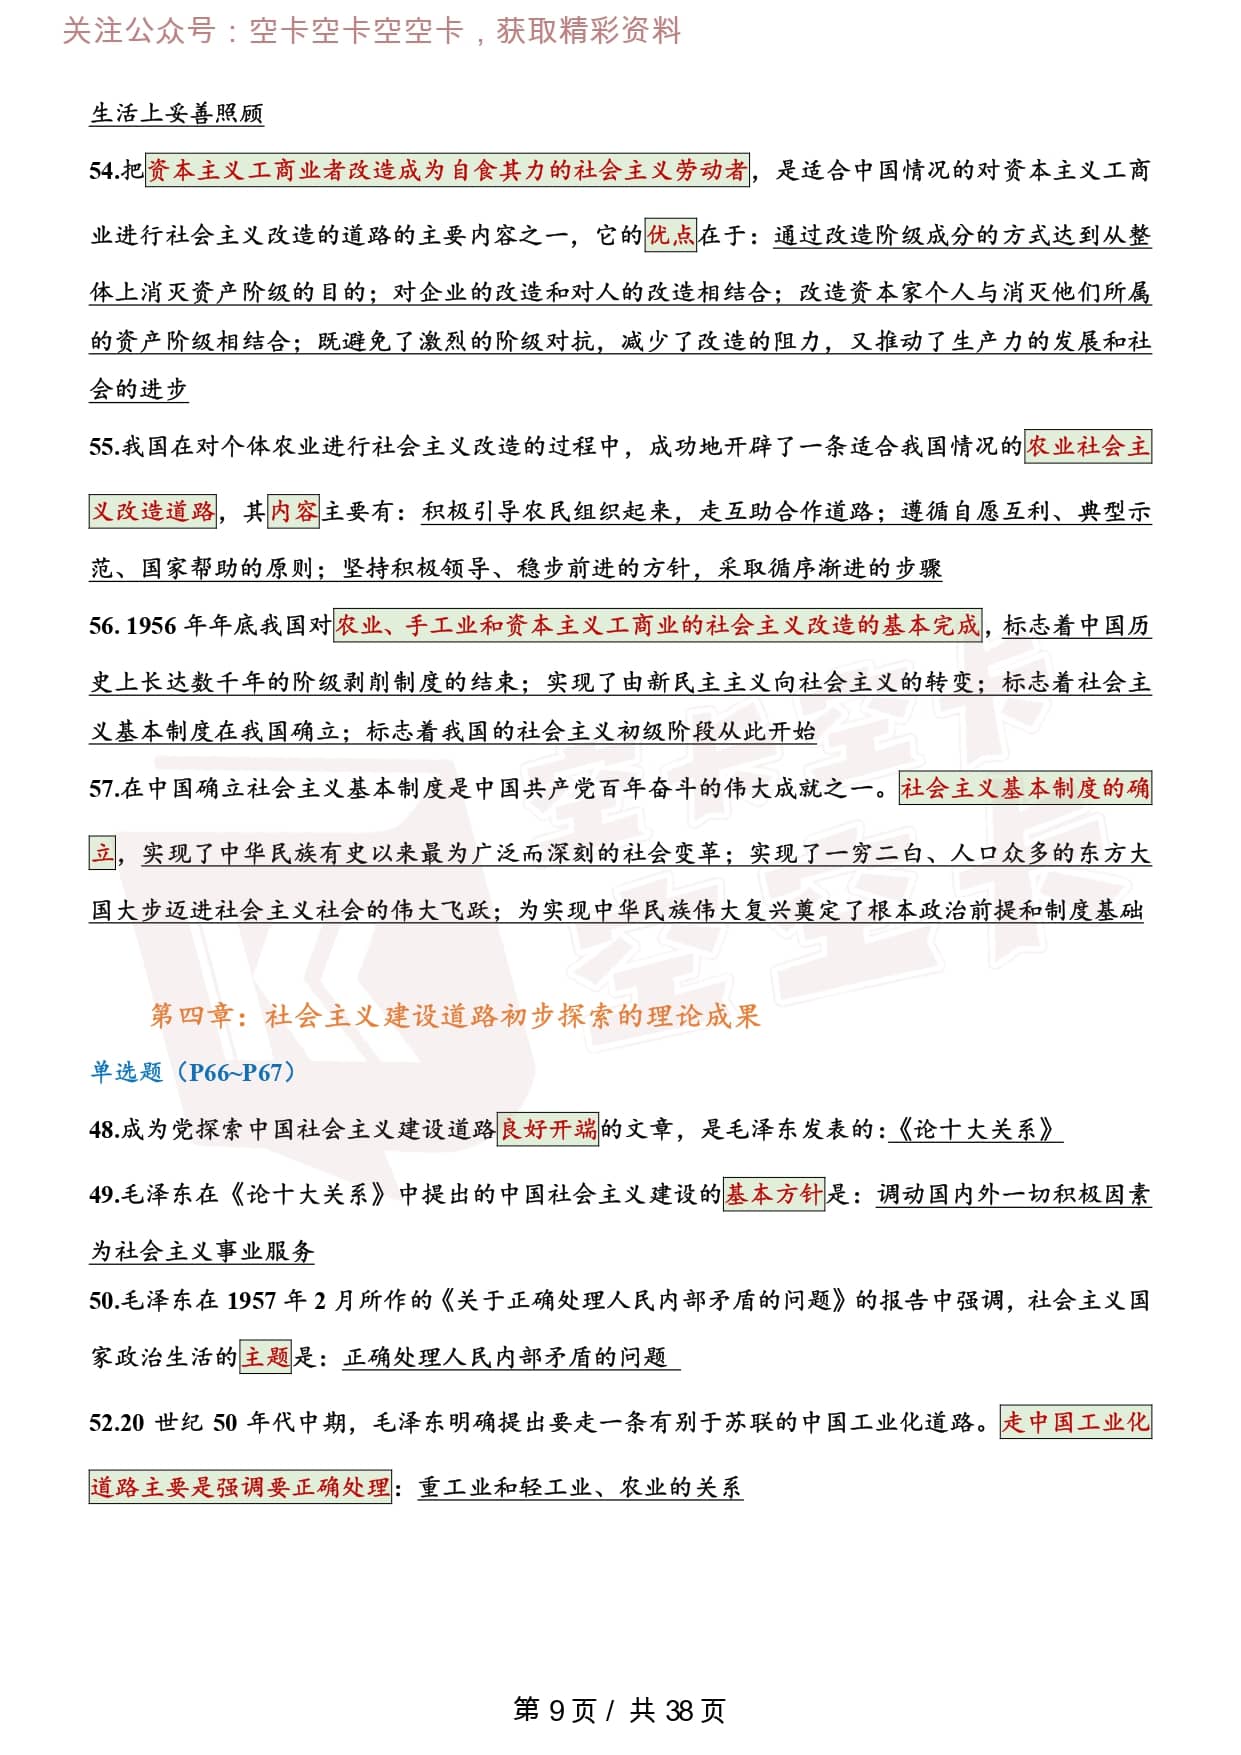 关注公众号：空卡空卡空空卡，获取精彩资料
生活上妥善照顾
54.把资本主义工商业者改造成为自食其力的社会主义劳动者，是适合中国情况的对资本主义工商
业进行社会主义改造的道路的主要内容之一，它的优点在于：通过改造阶级成分的方式达到从整
体上消灭资产阶级的目的；对企业的改造和对人的改造相结合；改造资本家个人与消灭他们所属
的资产阶级相结合；既避免了激烈的阶级对抗，减少了改造的阻力，又推动了生产力的发展和社
会的进步
55.我国在对个体农业进行社会主义改造的过程中，成功地开辟了一条适合我国情况的农业社会主
义改造道路，其内容主要有：积极引导农民组织起来，走互助合作道路；遵循自愿互利、典型示
范、国家帮助的原则；坚持积极领导、稳步前进的方针，采取循序渐进的步骤
56. 1956 年年底我国对农业、手工业和资本主义工商业的社会主义改造的基本完成，标志着中国历
史上长达数千年的阶级剥削制度的结束；实现了由新民主主义向社会主义的转变；标志着社会主
义基本制度在我国确立；标志着我国的社会主义初级阶段从此开始
57.在中国确立社会主义基本制度是中国共产党百年奋斗的伟大成就之一。社会主义基本制度的确
立，实现了中华民族有史以来最为广泛而深刻的社会变革；实现了一穷二白、人口众多的东方大
国大步迈进社会主义社会的伟大飞跃；为实现中华民族伟大复兴奠定了根本政治前提和制度基础
空卡空卡
空空卡
第四章：社会主义建设道路初步探索的理论成果
单选题（P66~P67）
48.成为党探索中国社会主义建设道路良好开端的文章，是毛泽东发表的：《论十大关系》
49.毛泽东在《论十大关系》中提出的中国社会主义建设的基本方针是：调动国内外一切积极因素
为社会主义事业服务
50.毛泽东在 1957 年 2 月所作的《关于正确处理人民内部矛盾的问题》的报告中强调，社会主义国
家政治生活的主题是：正确处理人民内部矛盾的问题
52.20 世纪 50 年代中期，毛泽东明确提出要走一条有别于苏联的中国工业化道路。走中国工业化
道路主要是强调要正确处理：重工业和轻工业、农业的关系
第 9 页 / 共 38 页